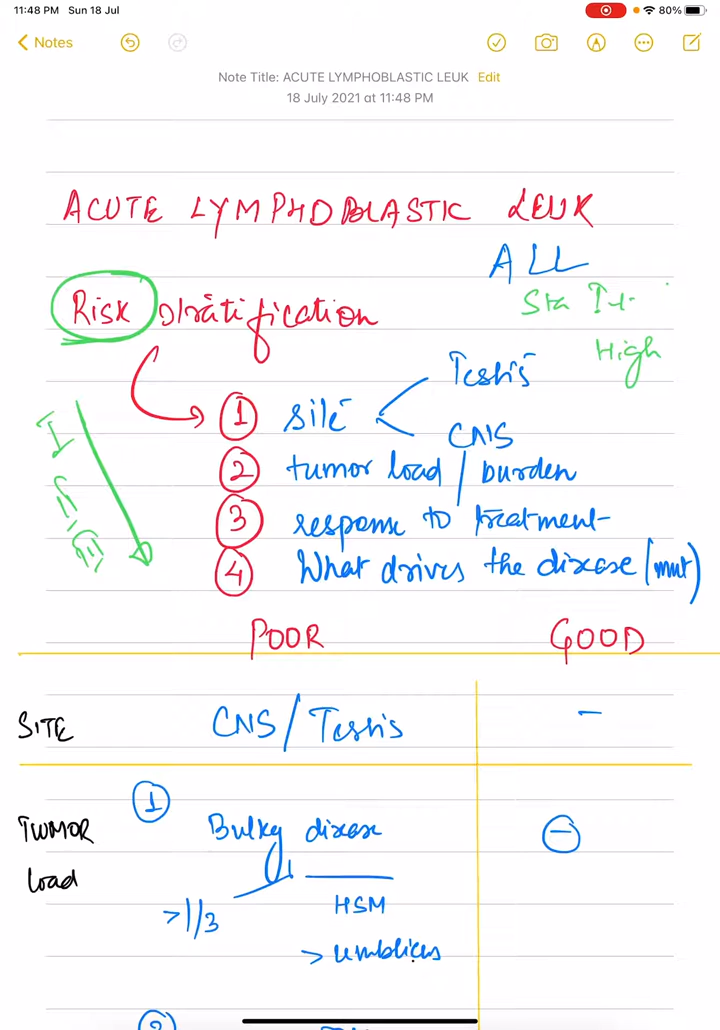 11:48 PM Sun 18 Jul 80%
Notes
Note Title: ACUTE LYMPHOBLASTIC LEUK Edit
18 July 2021 at 11:48 PM
ACUTE LYMPHOBLASTIC LEUK
ALL
Risk stratification
High
Testis
① site
CNS
② tumor load / burden
③ response to treatment
④ What drives the disease (mut)
POOR GOOD
SITE CNS / Testis -
①
TUMOR Bulky disease -
Load
>1/3 HSM
> umblicus
②